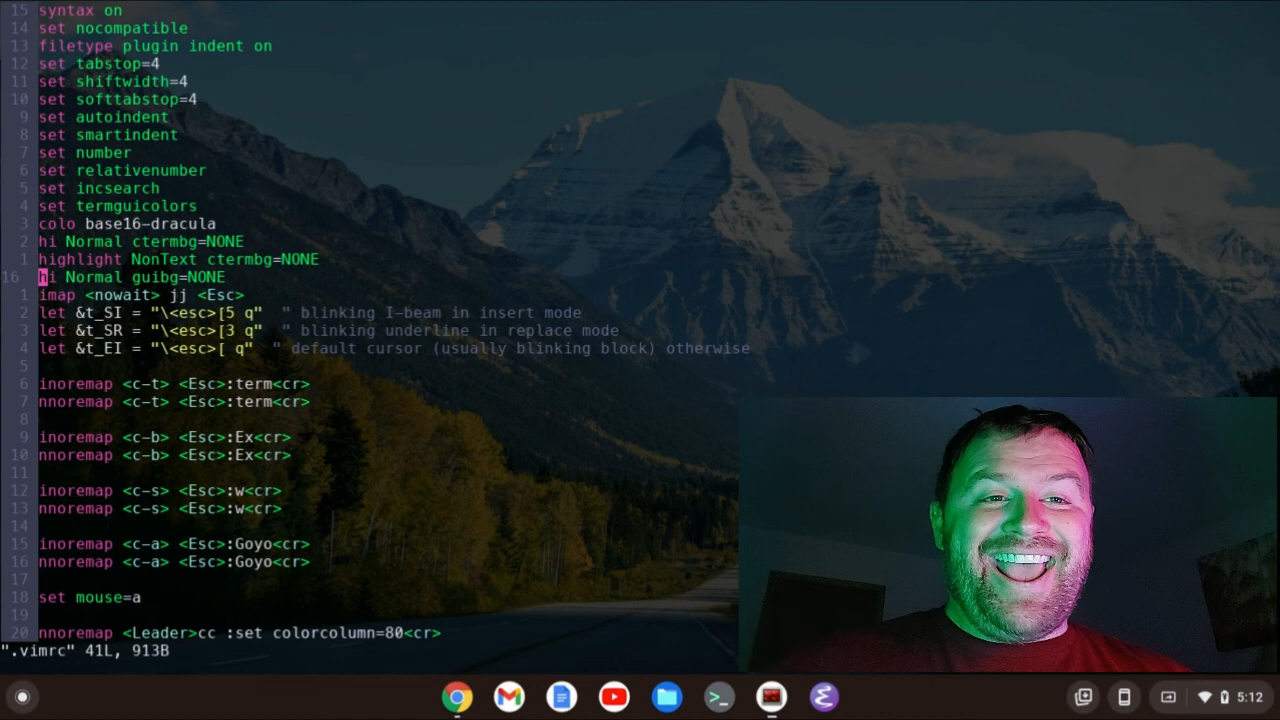 15 syntax on
14 set nocompatible
13 filetype plugin indent on
12 set tabstop=4
11 set shiftwidth=4
10 set softtabstop=4
9 set autoindent
8 set smartindent
7 set number
6 set relativenumber
5 set incsearch
4 set termguicolors
3 colo base16-dracula
2 hi Normal ctermbg=NONE
1 highlight NonText ctermbg=NONE
16 hi Normal guibg=NONE
1 imap <nowait> jj <Esc>
2 let &t_SI = "\<esc>[5 q"  " blinking I-beam in insert mode
3 let &t_SR = "\<esc>[3 q"  " blinking underline in replace mode
4 let &t_EI = "\<esc>[ q"  " default cursor (usually blinking block) otherwise
5
6 inoremap <c-t> <Esc>:term<cr>
7 nnoremap <c-t> <Esc>:term<cr>
8
9 inoremap <c-b> <Esc>:Ex<cr>
10 nnoremap <c-b> <Esc>:Ex<cr>
11
12 inoremap <c-s> <Esc>:w<cr>
13 nnoremap <c-s> <Esc>:w<cr>
14
15 inoremap <c-a> <Esc>:Goyo<cr>
16 nnoremap <c-a> <Esc>:Goyo<cr>
17
18 set mouse=a
19
20 nnoremap <Leader>cc :set colorcolumn=80<cr>
".vimrc" 41L, 913B
5:12